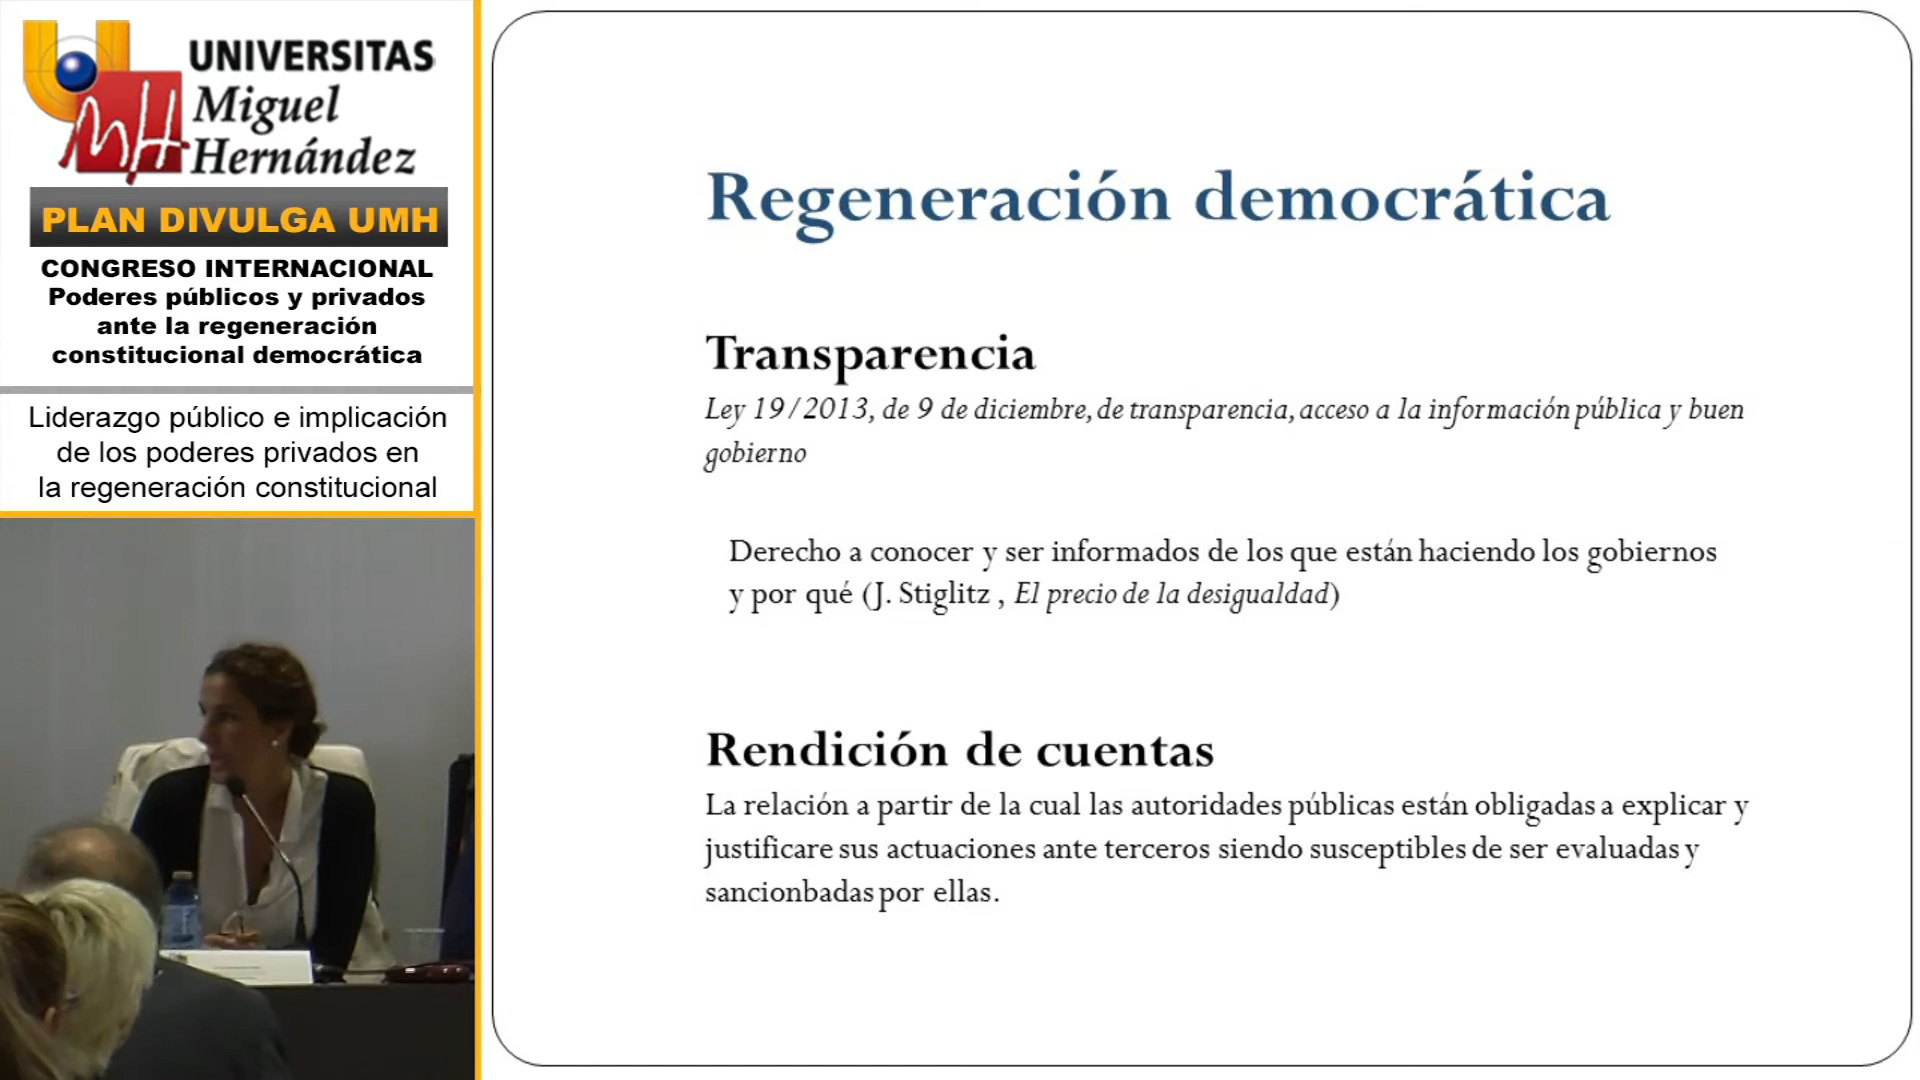 UNIVERSITAS
Miguel
Hernández
PLAN DIVULGA UMH
CONGRESO INTERNACIONAL
Poderes públicos y privados
ante la regeneración
constitucional democrática
Liderazgo público e implicación
de los poderes privados en
la regeneración constitucional
Regeneración democrática
Transparencia
Ley 19/2013, de 9 de diciembre, de transparencia, acceso a la información pública y buen
gobierno
Derecho a conocer y ser informados de los que están haciendo los gobiernos
y por qué (J. Stiglitz , El precio de la desigualdad)
Rendición de cuentas
La relación a partir de la cual las autoridades públicas están obligadas a explicar y
justificare sus actuaciones ante terceros siendo susceptibles de ser evaluadas y
sancionbadas por ellas.